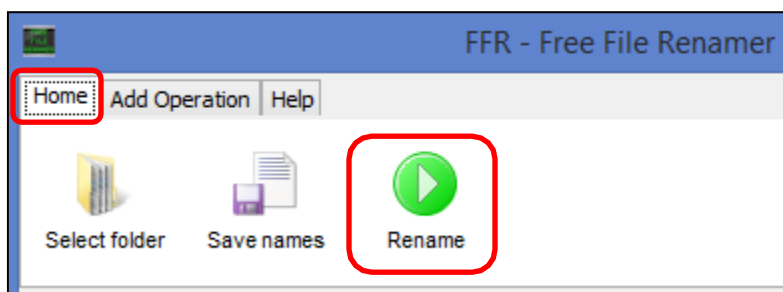 FFR - Free File Renamer
Home Add Operation Help
Select folder Save names Rename